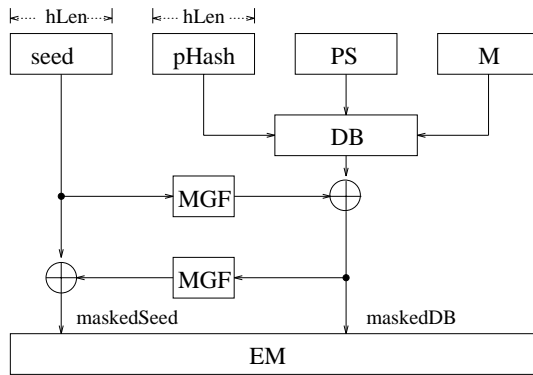 hLen hLen
seed pHash PS M
DB
MGF
MGF
maskedSeed maskedDB
EM